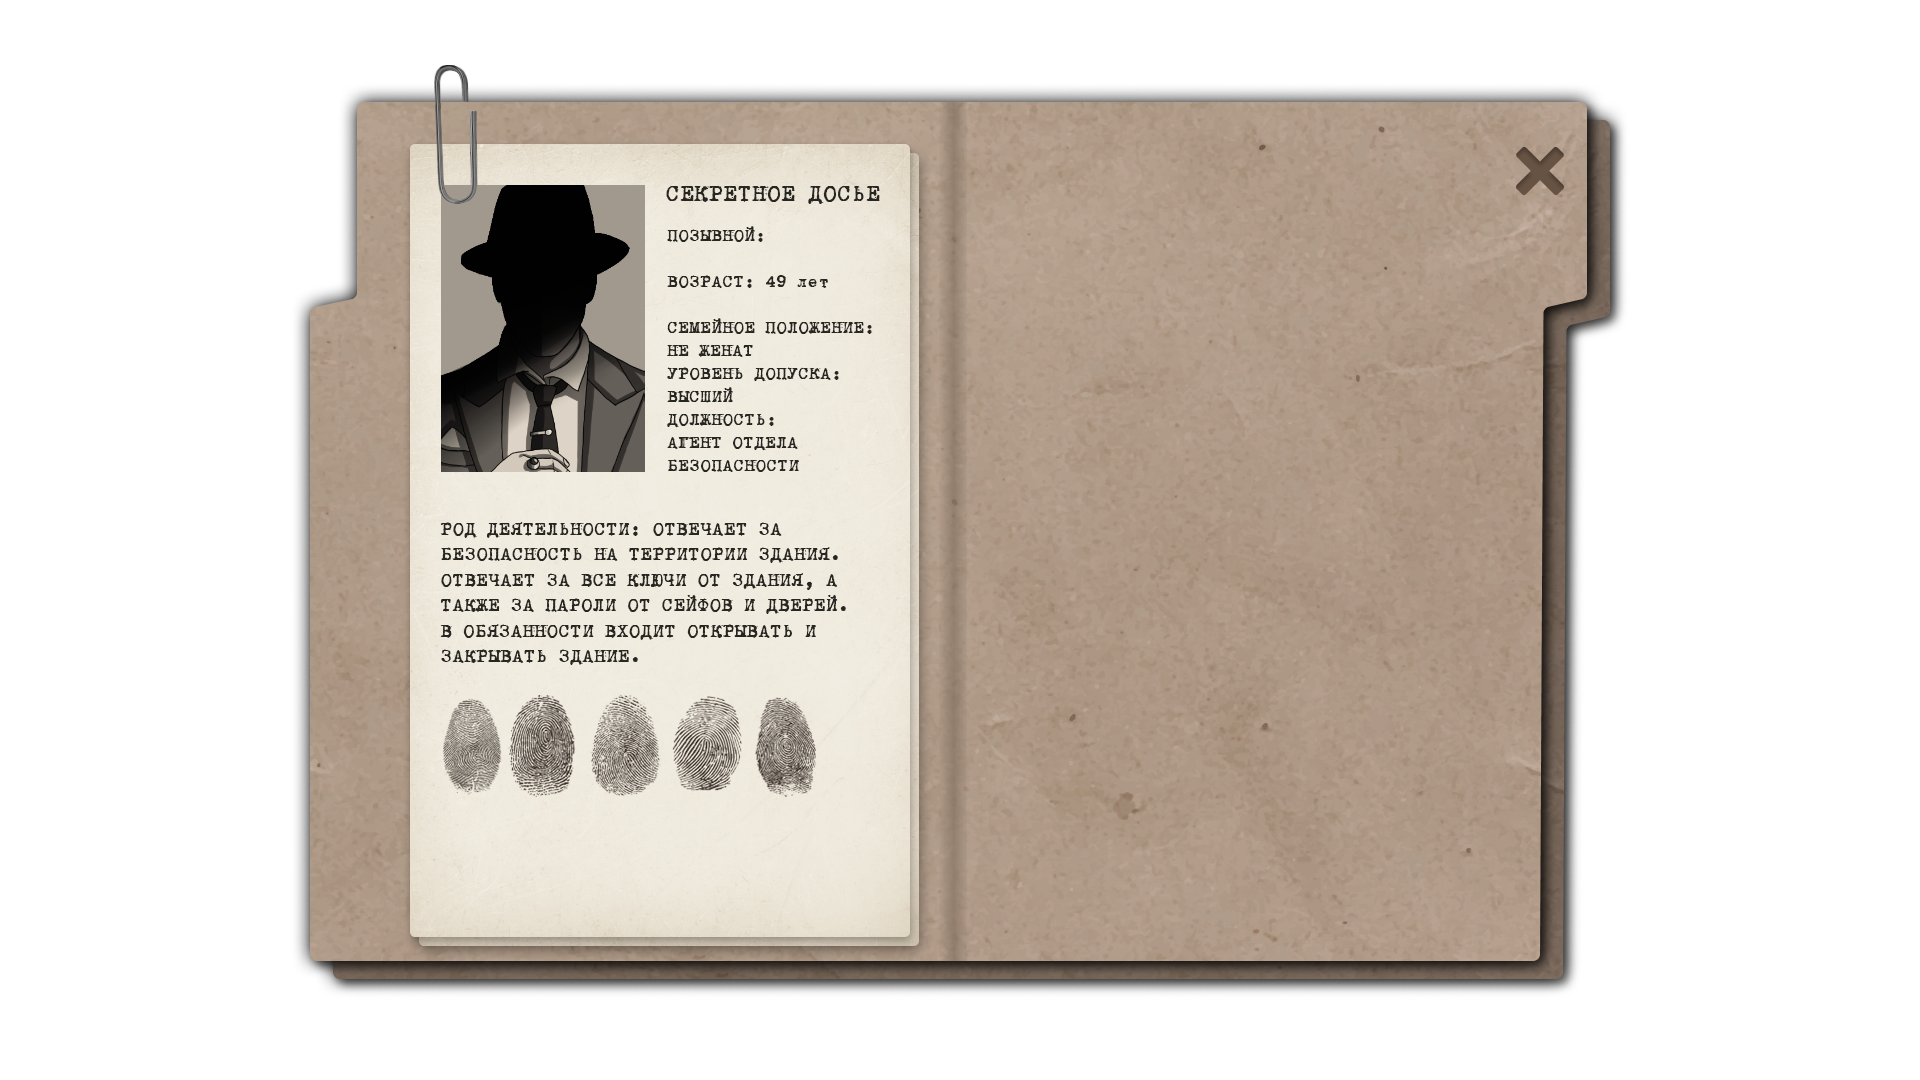 СЕКРЕТНОЕ ДОСЬЕ
ПОЗЫВНОЙ:
ВОЗРАСТ: 49 лет
СЕМЕЙНОЕ ПОЛОЖЕНИЕ:
НЕ ЖЕНАТ
УРОВЕНЬ ДОПУСКА:
ВЫСШИЙ
ДОЛЖНОСТЬ:
АГЕНТ ОТДЕЛА
БЕЗОПАСНОСТИ
РОД ДЕЯТЕЛЬНОСТИ: ОТВЕЧАЕТ ЗА
БЕЗОПАСНОСТЬ НА ТЕРРИТОРИИ ЗДАНИЯ.
ОТВЕЧАЕТ ЗА ВСЕ КЛЮЧИ ОТ ЗДАНИЯ, А
ТАКЖЕ ЗА ПАРОЛИ ОТ СЕЙФОВ И ДВЕРЕЙ.
В ОБЯЗАННОСТИ ВХОДИТ ОТКРЫВАТЬ И
ЗАКРЫВАТЬ ЗДАНИЕ.